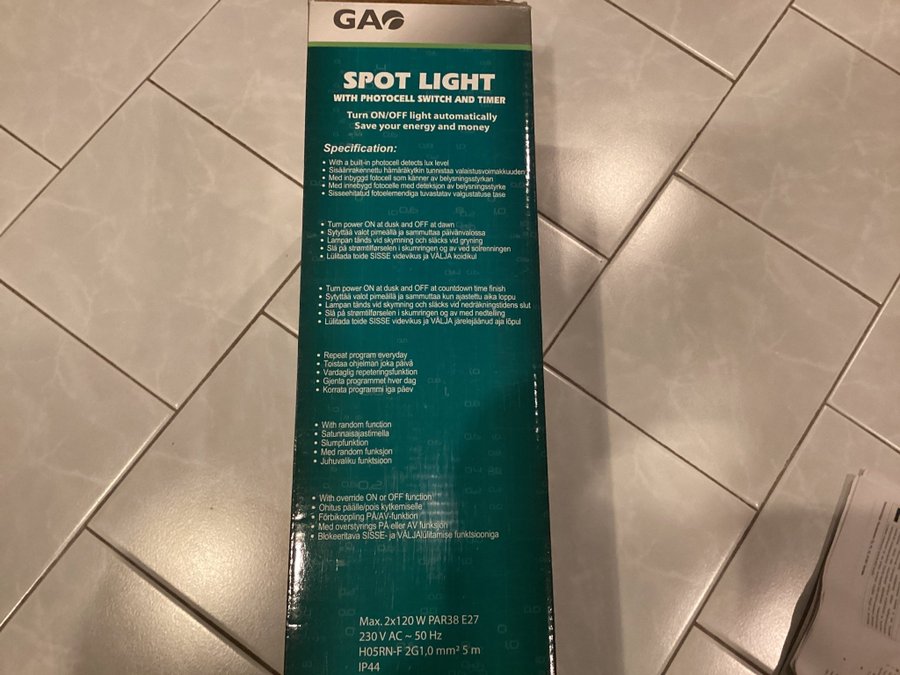 GAO
SPOT LIGHT
WITH PHOTOCELL SWITCH AND TIMER
Turn ON/OFF light automatically
Save your energy and money
Specification:
• With a built-in photocell detects lux level
• Sisäänrakennettu hämäräkytkin tunnistaa valaistusvoimakkuuden
• Med inbyggd fotocell som känner av belysningsstyrkan
• Med innebygd fotocelle med deteksjon av belysningsstyrke
• Sisseehitatud fotoelemendiga tuvastatav valgustatuse tase
• Turn power ON at dusk and OFF at dawn
• Sytyttää valot pimeällä ja sammuttaa päivänvalossa
• Lampan tänds vid skymning och släcks vid gryning
• Slå på strømtilførselen i skumringen og av ved solrenningen
• Lülitada toide SISSE videvikus ja VÄLJA koidikul
• Turn power ON at dusk and OFF at countdown time finish
• Sytyttää valot pimeällä ja sammuttaa kun ajastettu aika loppu
• Lampan tänds vid skymning och släcks vid nedräkningstidens slut
• Slå på strømtilførselen i skumringen og av med nedtelling
• Lülitada toide SISSE videvikus ja VÄLJA järelejäänud aja lõpul
• Repeat program everyday
• Toistaa ohjelman joka päivä
• Vardaglig repeteringsfunktion
• Gjenta programmet hver dag
• Korrata programmi iga päev
• With random function
• Satunnaisajastimella
• Slumpfunktion
• Med random funksjon
• Juhuvaliku funktsioon
• With override ON or OFF function
• Ohitus päälle/pois kytkemiselle
• Förbikoppling PÅ/AV-funktion
• Med overstyrings PÅ eller AV funksjon
• Blokeeritava SISSE- ja VÄLJAlülitamise funktsiooniga
Max. 2x120 W PAR38 E27
230 V AC ~ 50 Hz
H05RN-F 2G1,0 mm² 5 m
IP44